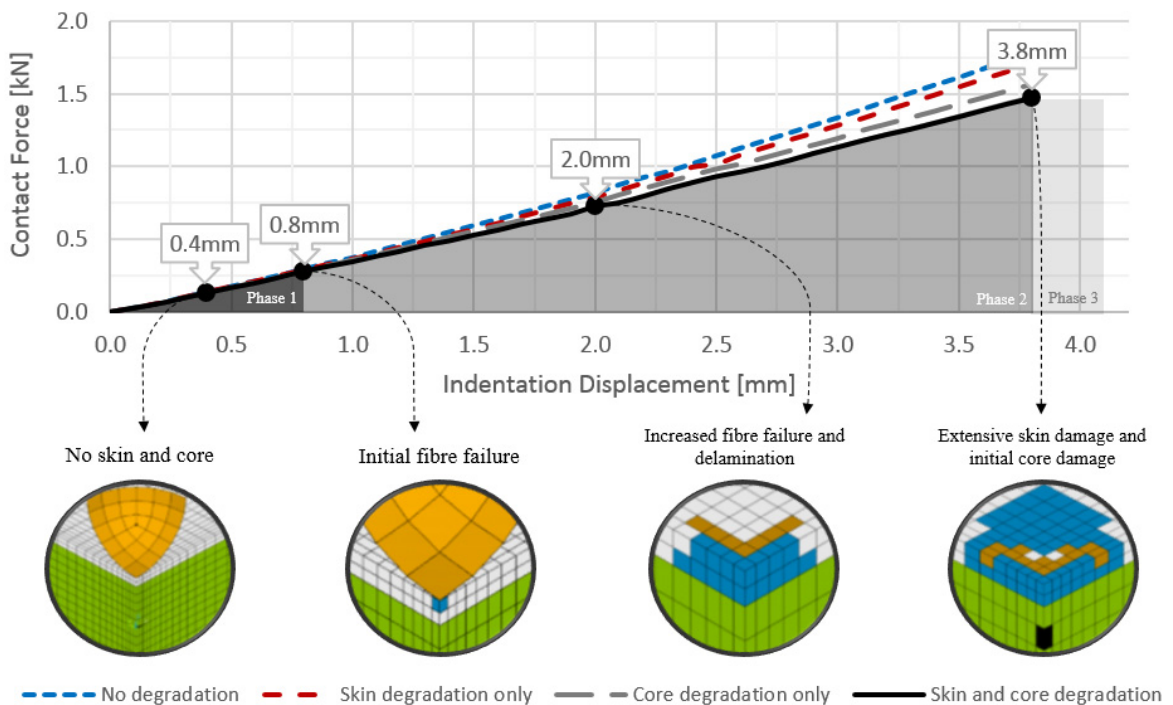 2.0
1.5
1.0
0.5
0.0
Contact Force [kN]
0.4mm
0.8mm
2.0mm
3.8mm
Phase 1
Phase 2
Phase 3
0.0 0.5 1.0 1.5 2.0 2.5 3.0 3.5 4.0
Indentation Displacement [mm]
No skin and core
Initial fibre failure
Increased fibre failure and
delamination
Extensive skin damage and
initial core damage
No degradation
Skin degradation only
Core degradation only
Skin and core degradation